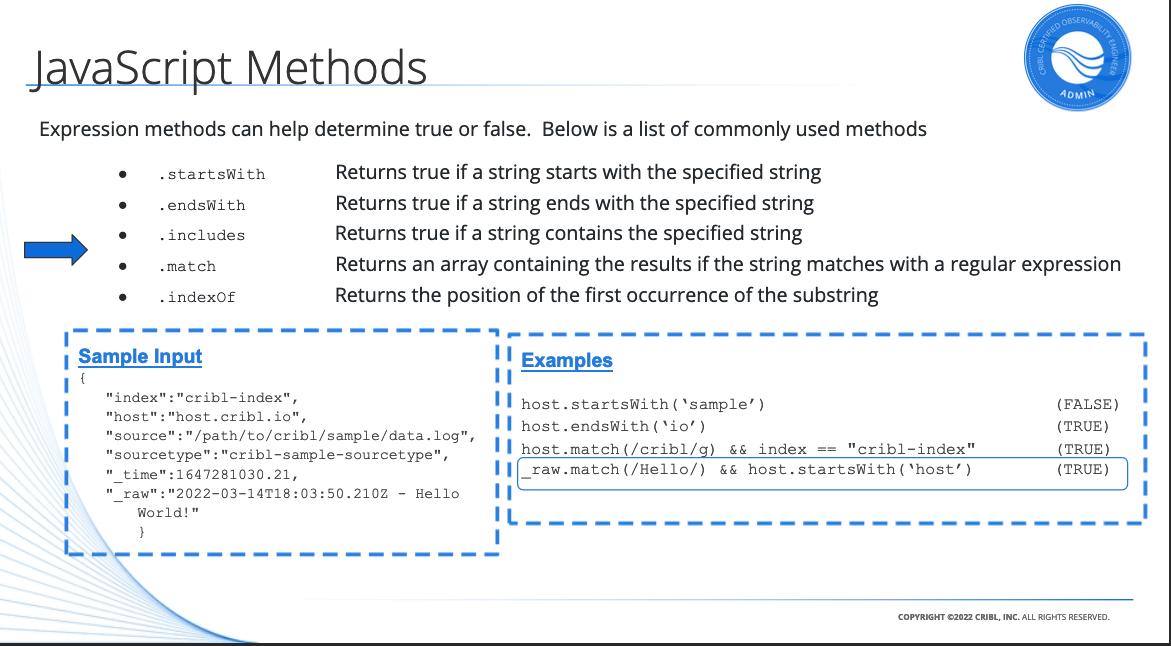 CRIBL CERTIFIED OBSERVABILITY ENGINEER
ADMIN
JavaScript Methods
Expression methods can help determine true or false.  Below is a list of commonly used methods
● .startsWith Returns true if a string starts with the specified string
● .endsWith Returns true if a string ends with the specified string
● .includes Returns true if a string contains the specified string
● .match Returns an array containing the results if the string matches with a regular expression
● .indexOf Returns the position of the first occurrence of the substring
Sample Input
{
"index":"cribl-index",
"host":"host.cribl.io",
"source":"/path/to/cribl/sample/data.log",
"sourcetype":"cribl-sample-sourcetype",
"_time":1647281030.21,
"_raw":"2022-03-14T18:03:50.210Z - Hello
World!"
}
Examples
host.startsWith(‘sample’) (FALSE)
host.endsWith(‘io’) (TRUE)
host.match(/cribl/g) && index == "cribl-index" (TRUE)
_raw.match(/Hello/) && host.startsWith(‘host’) (TRUE)
COPYRIGHT ©2022 CRIBL, INC. ALL RIGHTS RESERVED.